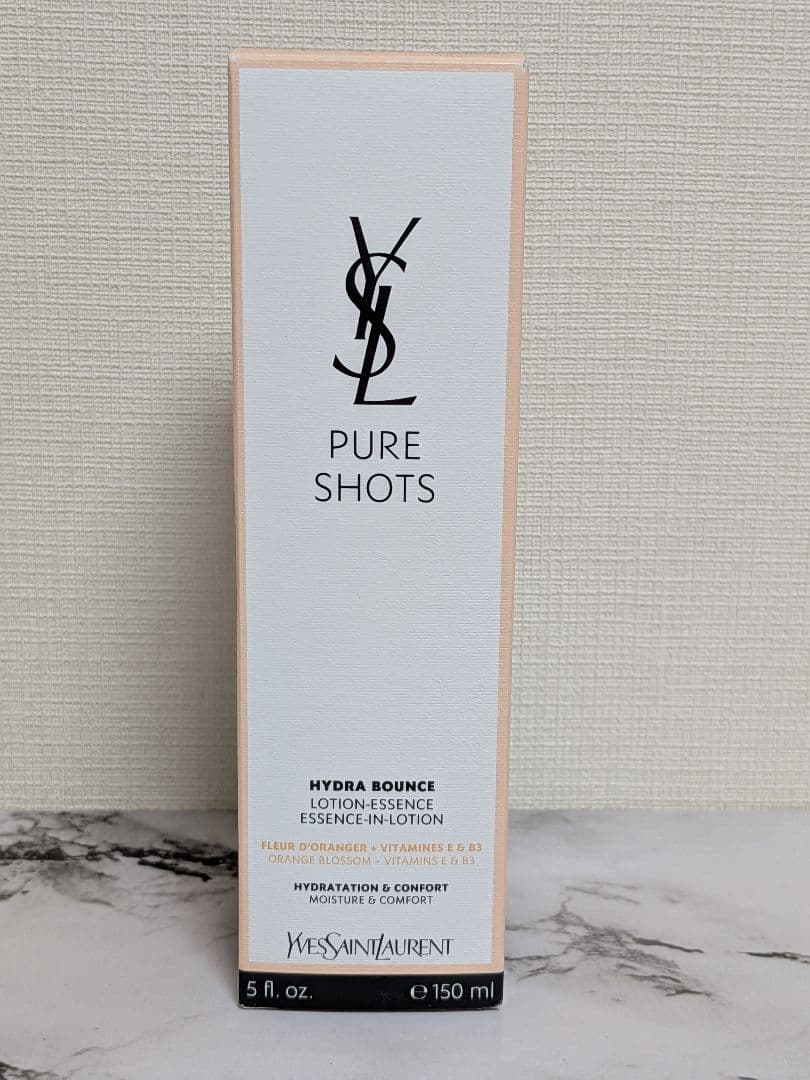 YSL
PURE
SHOTS
HYDRA BOUNCE
LOTION-ESSENCE
ESSENCE-IN-LOTION
FLEUR D'ORANGER + VITAMINES E & B3
ORANGE BLOSSOM + VITAMINS E & B3
HYDRATATION & CONFORT
MOISTURE & COMFORT
YVESSAINTLAURENT
5 fl. oz. ℮ 150 ml